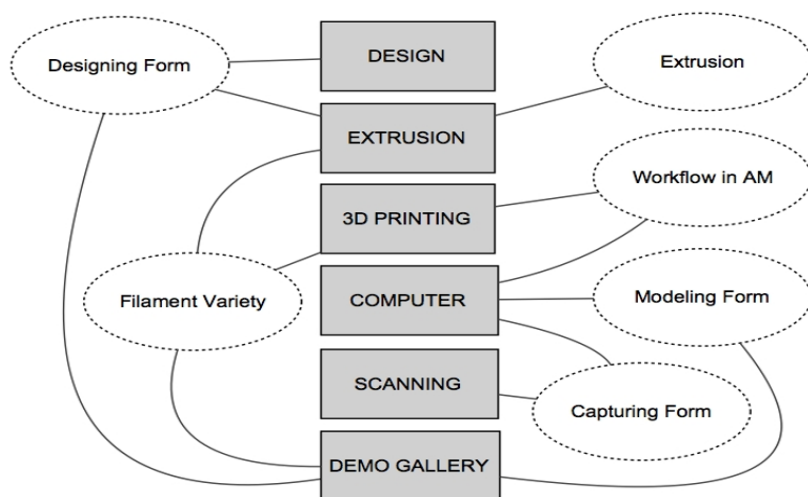 Designing Form
DESIGN
Extrusion
EXTRUSION
Workflow in AM
3D PRINTING
Filament Variety
COMPUTER
Modeling Form
SCANNING
Capturing Form
DEMO GALLERY